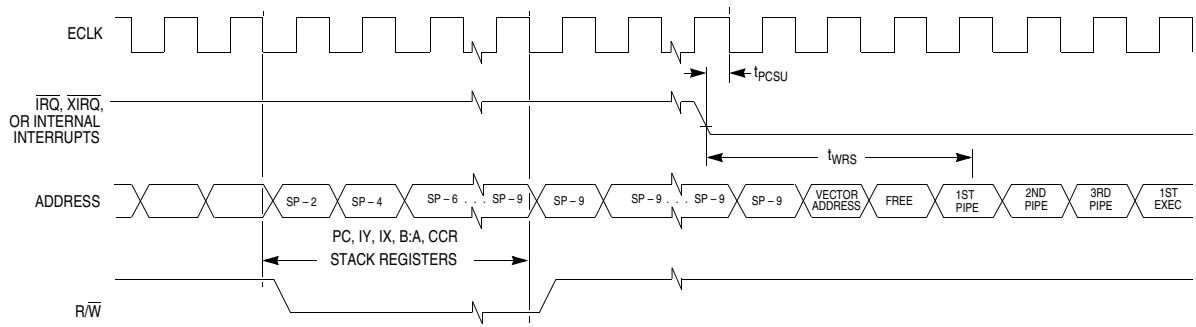 ECLK
tPCSU
IRQ, XIRQ,
OR INTERNAL
INTERRUPTS
tWRS
ADDRESS
SP – 2
SP – 4
SP – 6 . . . SP – 9
SP – 9
SP – 9 . . . SP – 9
SP – 9
VECTOR
ADDRESS
FREE
1ST
PIPE
2ND
PIPE
3RD
PIPE
1ST
EXEC
PC, IY, IX, B:A, CCR
STACK REGISTERS
R/W